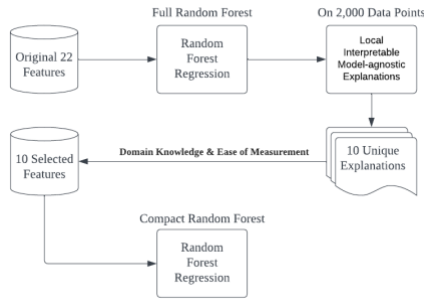 Full Random Forest
On 2,000 Data Points
Original 22
Features
Random
Forest
Regression
Local
Interpretable
Model-agnostic
Explanations
10 Selected
Features
Domain Knowledge & Ease of Measurement
10 Unique
Explanations
Compact Random Forest
Random
Forest
Regression